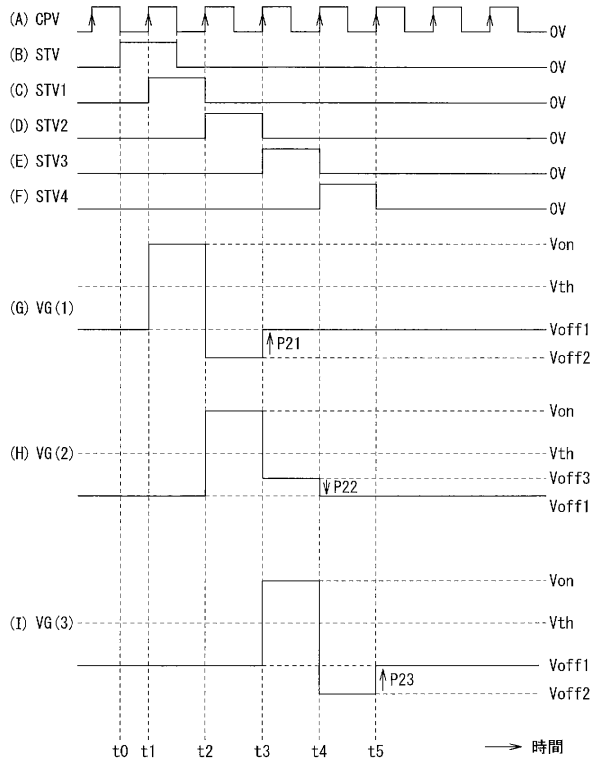 (A) CPV 0V
(B) STV 0V
(C) STV1 0V
(D) STV2 0V
(E) STV3 0V
(F) STV4 0V
Von
Vth
(G) VG(1) Voff1
P21
Voff2
Von
(H) VG(2) Vth
Voff3
P22
Voff1
Von
(I) VG(3) Vth
Voff1
P23
Voff2
t0 t1 t2 t3 t4 t5 時間